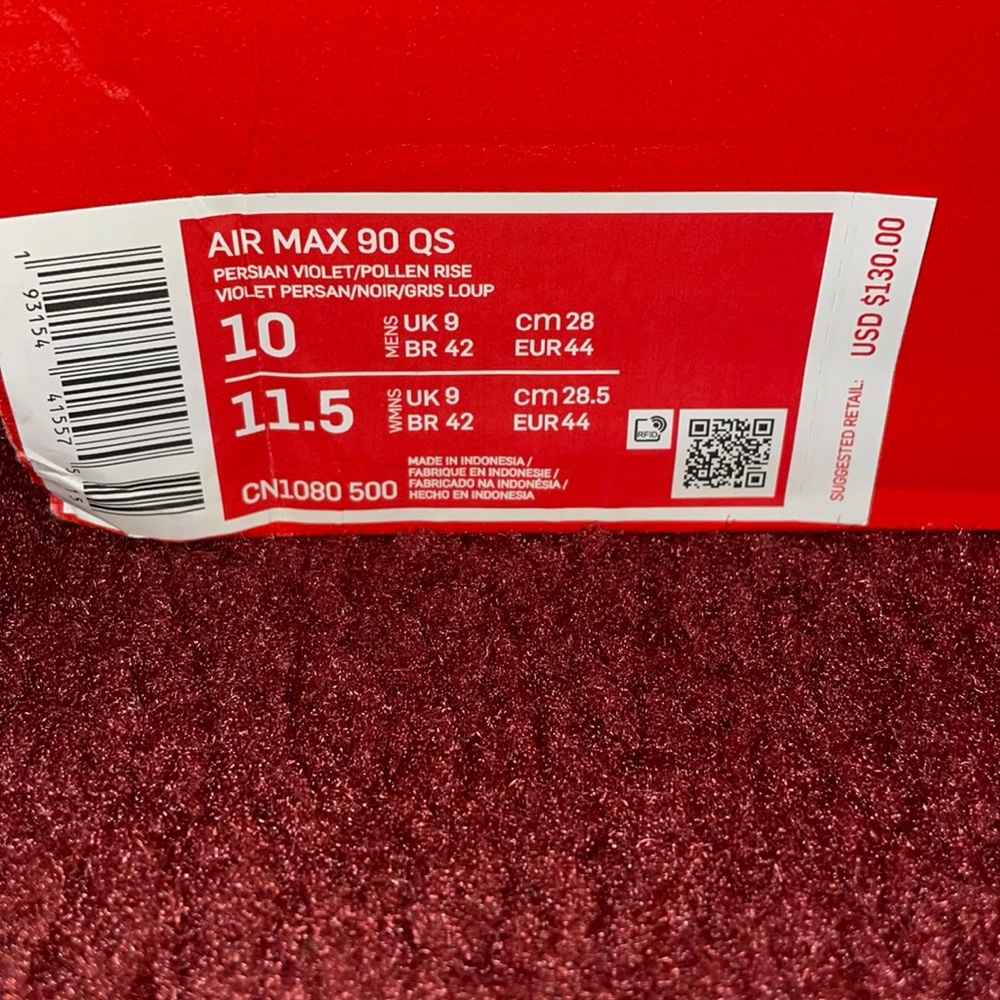 AIR MAX 90 QS
PERSIAN VIOLET/POLLEN RISE
VIOLET PERSAN/NOIR/GRIS LOUP
10
MENS
UK 9
cm 28
BR 42
EUR 44
11.5
WMNS
UK 9
cm 28.5
BR 42
EUR 44
RFID
CN1080 500
MADE IN INDONESIA /
FABRIQUE EN INDONESIE /
FABRICADO NA INDONÉSIA /
HECHO EN INDONESIA
SUGGESTED RETAIL: USD $130.00
1 93154 41557